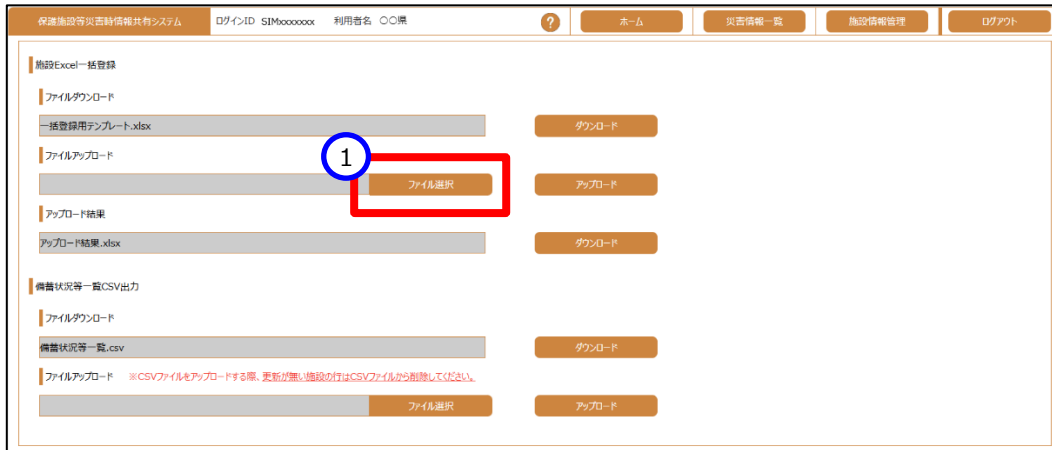 保護施設等災害時情報共有システム ログインID SIMxxxxxxx 利用者名 〇〇県 ? ホーム 災害情報一覧 施設情報管理 ログアウト
施設Excel一括登録
ファイルダウンロード
一括登録用テンプレート.xlsx ダウンロード
ファイルアップロード
1
ファイル選択 アップロード
アップロード結果
アップロード結果.xlsx ダウンロード
備蓄状況等一覧CSV出力
ファイルダウンロード
備蓄状況等一覧.csv ダウンロード
ファイルアップロード ※CSVファイルをアップロードする際、更新が無い施設の行はCSVファイルから削除してください。
ファイル選択 アップロード